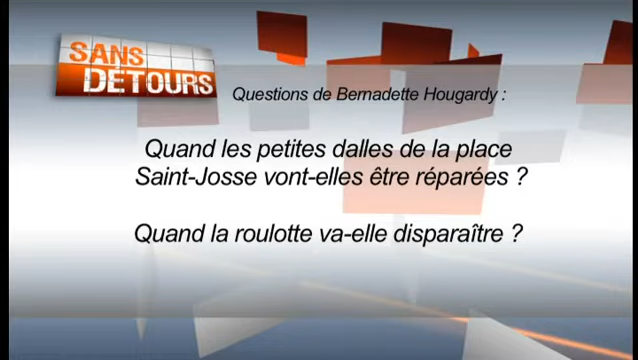 SANS
DÉTOURS
Questions de Bernadette Hougardy :
Quand les petites dalles de la place
Saint-Josse vont-elles être réparées ?
Quand la roulotte va-elle disparaître ?